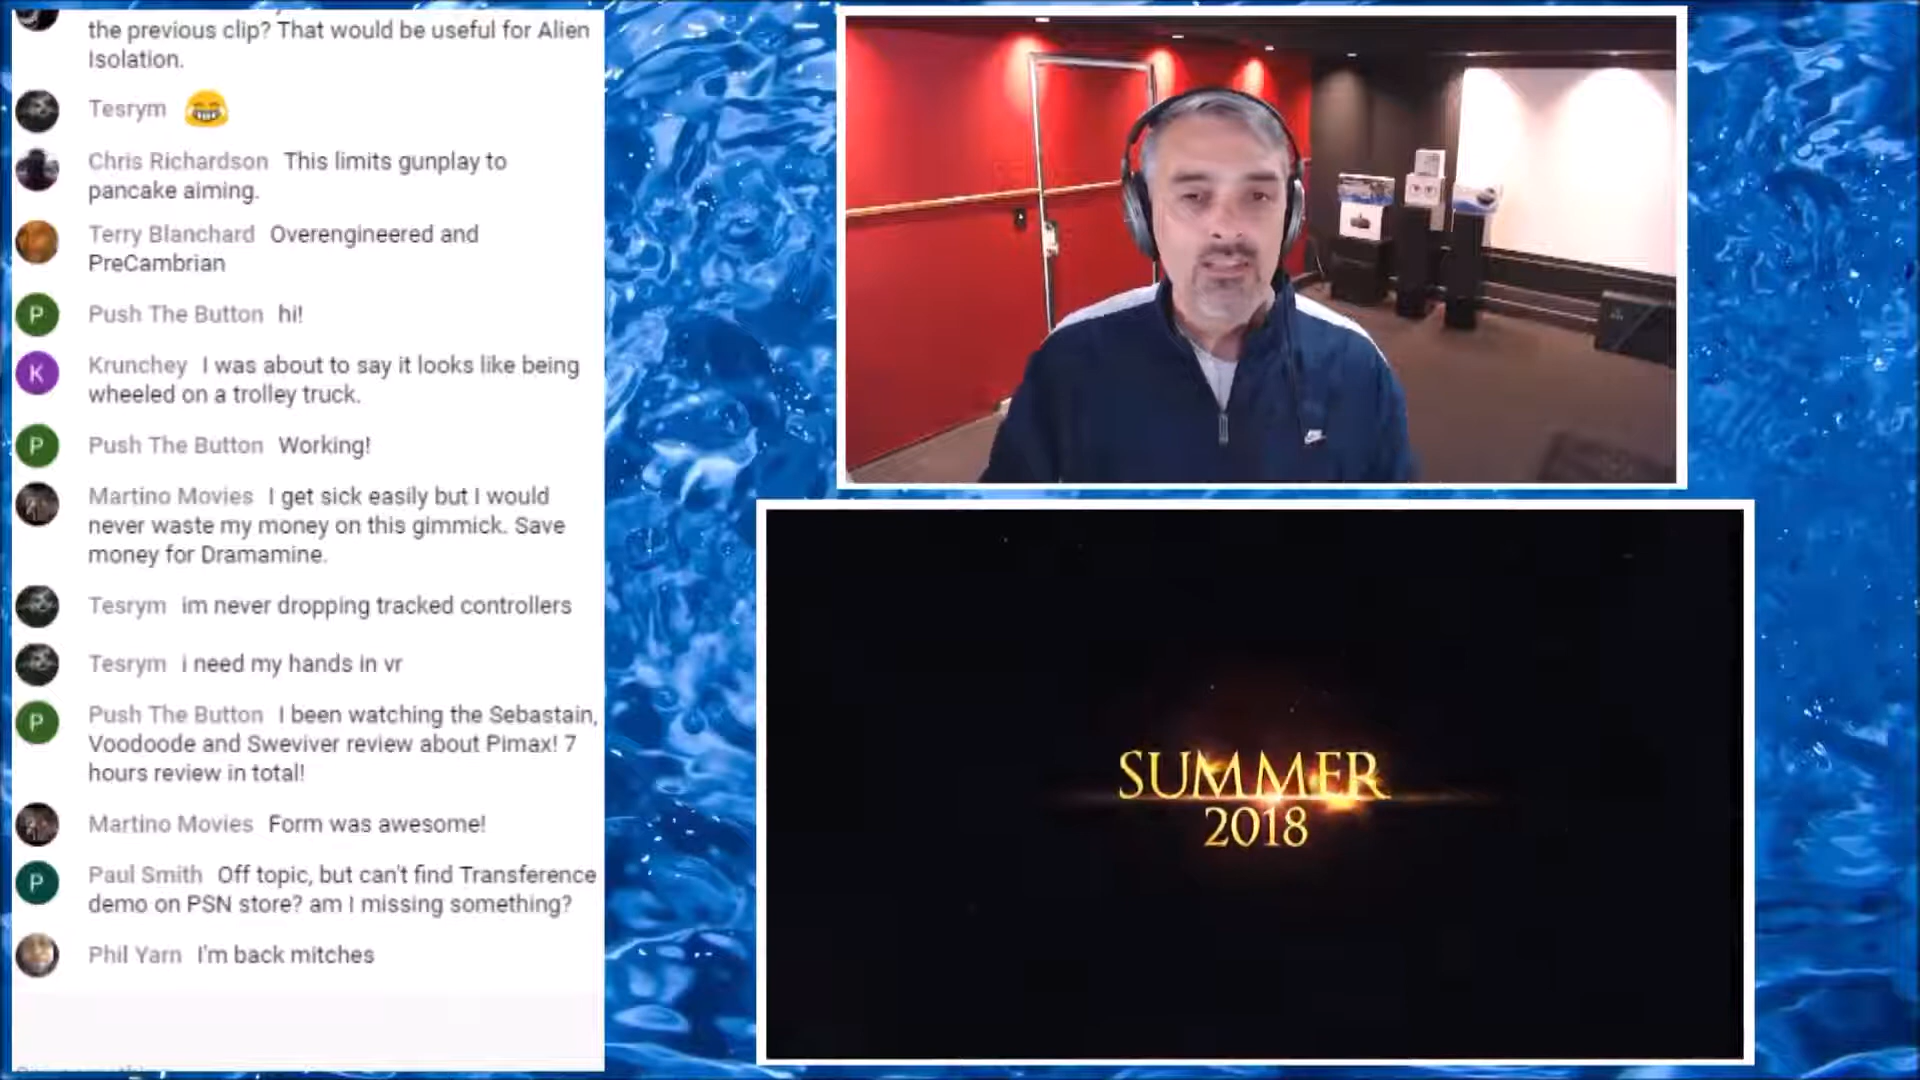 the previous clip? That would be useful for Alien
Isolation.
Tesrym
Chris Richardson This limits gunplay to
pancake aiming.
Terry Blanchard Overengineered and
PreCambrian
P Push The Button hi!
K Krunchey I was about to say it looks like being
wheeled on a trolley truck.
P Push The Button Working!
Martino Movies I get sick easily but I would
never waste my money on this gimmick. Save
money for Dramamine.
Tesrym im never dropping tracked controllers
Tesrym i need my hands in vr
P Push The Button I been watching the Sebastain,
Voodoode and Sweviver review about Pimax! 7
hours review in total!
Martino Movies Form was awesome!
P Paul Smith Off topic, but can't find Transference
demo on PSN store? am I missing something?
Phil Yarn I'm back mitches
SUMMER
2018